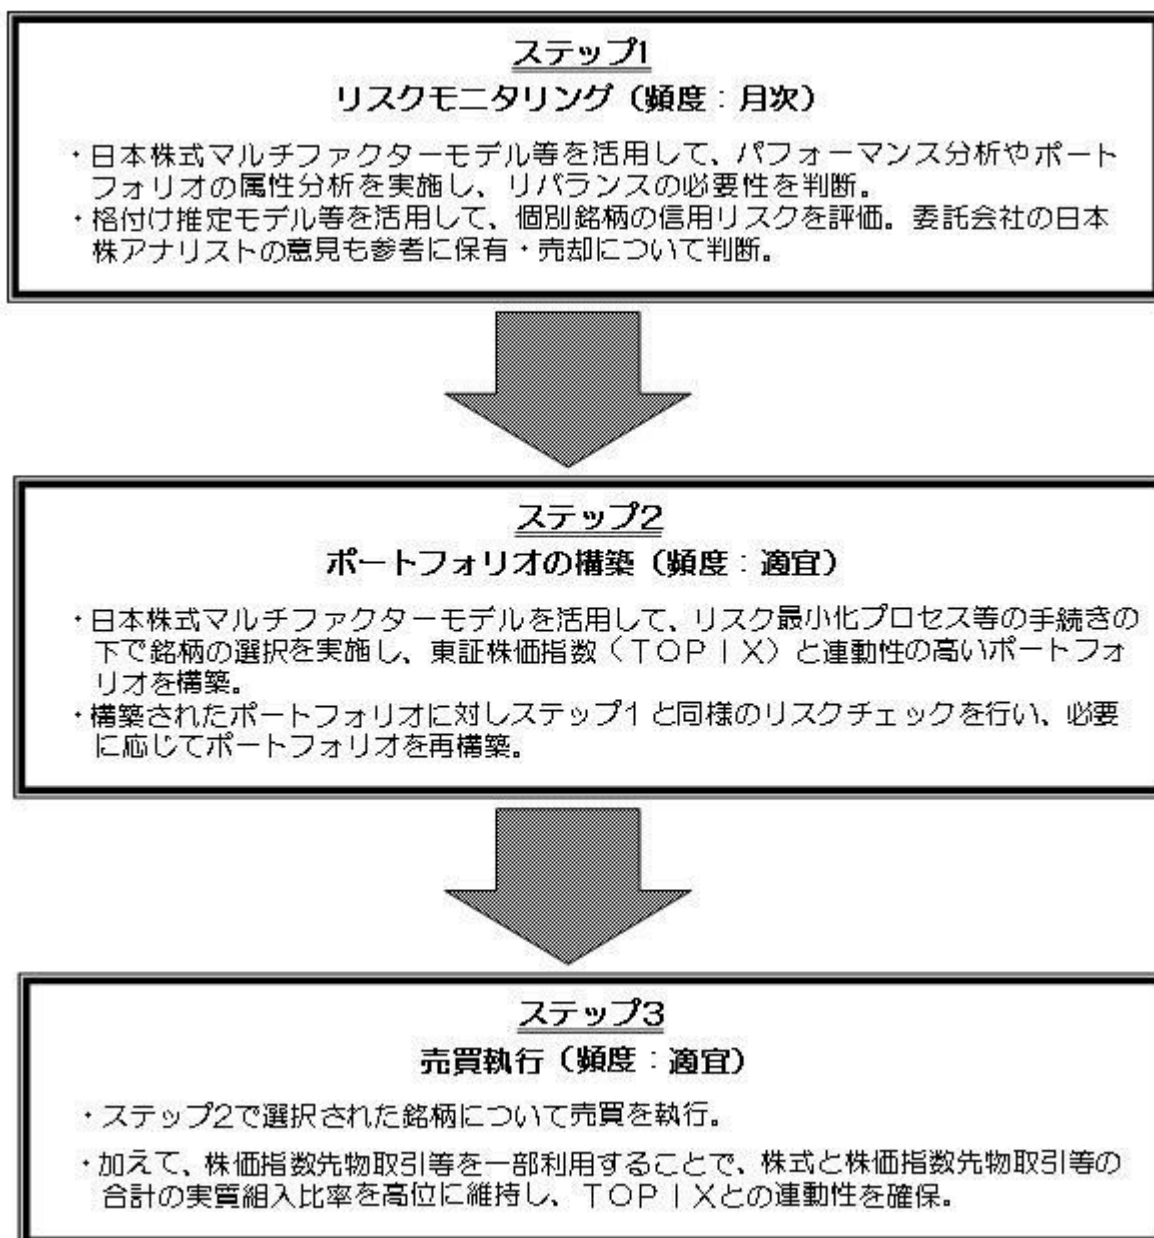 ステップ1
リスクモニタリング（頻度：月次）
・日本株式マルチファクターモデル等を活用して、パフォーマンス分析やポート
フォリオの属性分析を実施し、リバランスの必要性を判断。
・格付け推定モデル等を活用して、個別銘柄の信用リスクを評価。委託会社の日本
株アナリストの意見も参考に保有・売却について判断。
ステップ2
ポートフォリオの構築（頻度：適宜）
・日本株式マルチファクターモデルを活用して、リスク最小化プロセス等の手続きの
下で銘柄の選択を実施し、東証株価指数（ＴＯＰＩＸ）と連動性の高いポートフォ
リオを構築。
・構築されたポートフォリオに対しステップ1と同様のリスクチェックを行い、必要
に応じてポートフォリオを再構築。
ステップ3
売買執行（頻度：適宜）
・ステップ2で選択された銘柄について売買を執行。
・加えて、株価指数先物取引等を一部利用することで、株式と株価指数先物取引等の
合計の実質組入比率を高位に維持し、ＴＯＰＩＸとの連動性を確保。